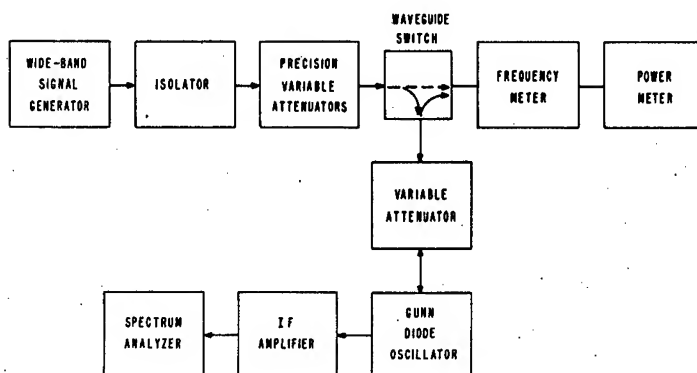 WAVEGUIDE
SWITCH
WIDE-BAND
SIGNAL
GENERATOR
ISOLATOR
PRECISION
VARIABLE
ATTENUATORS
FREQUENCY
METER
POWER
METER
VARIABLE
ATTENUATOR
SPECTRUM
ANALYZER
IF
AMPLIFIER
GUNN
DIODE
OSCILLATOR